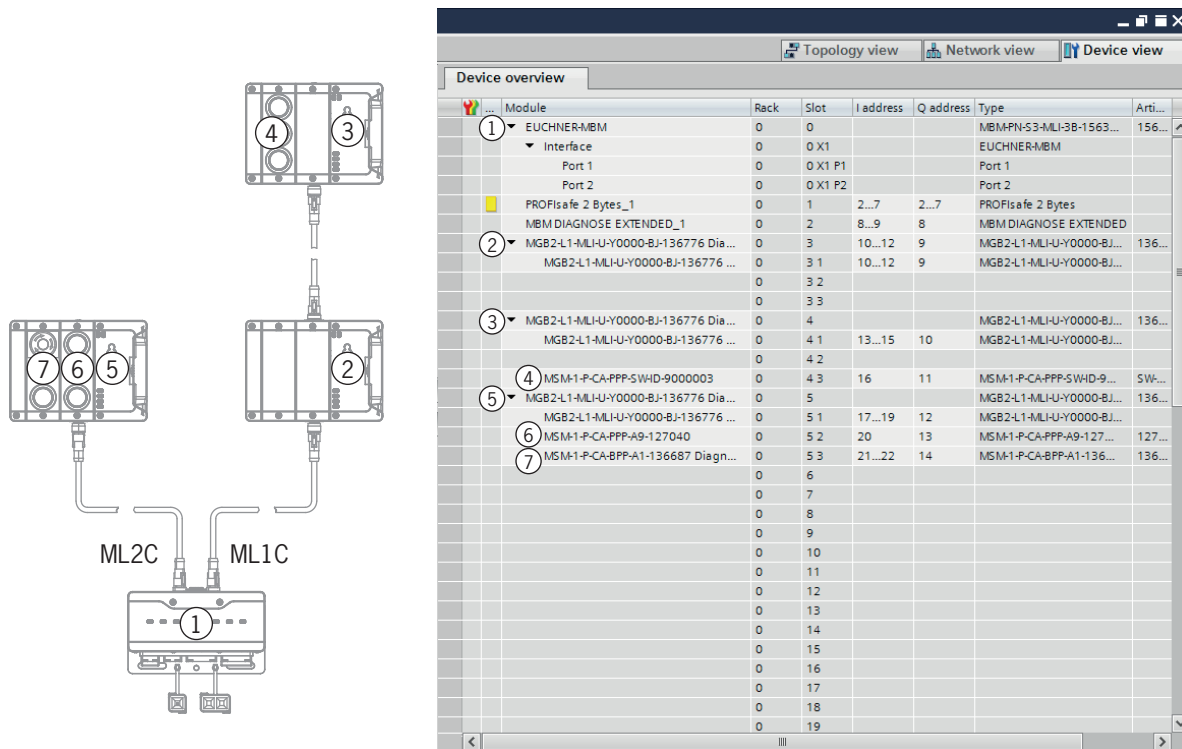 4 3
7 6 5
2
ML2C ML1C
1
Topology view Network view Device view
Device overview
... Module Rack Slot I address Q address Type Arti...
1 EUCHNER-MBM 0 0 MBM-PN-S3-MLI-3B-1563... 156...
Interface 0 0 X1 EUCHNER-MBM
Port 1 0 0 X1 P1 Port 1
Port 2 0 0 X1 P2 Port 2
PROFIsafe 2 Bytes_1 0 1 2...7 2...7 PROFIsafe 2 Bytes
MBM DIAGNOSE EXTENDED_1 0 2 8...9 8 MBM DIAGNOSE EXTENDED
2 MGB2-L1-MLI-U-Y0000-BJ-136776 Dia... 0 3 10...12 9 MGB2-L1-MLI-U-Y0000-BJ... 136...
MGB2-L1-MLI-U-Y0000-BJ-136776 ... 0 3 1 10...12 9 MGB2-L1-MLI-U-Y0000-BJ...
0 3 2
0 3 3
3 MGB2-L1-MLI-U-Y0000-BJ-136776 Dia... 0 4 MGB2-L1-MLI-U-Y0000-BJ... 136...
MGB2-L1-MLI-U-Y0000-BJ-136776 ... 0 4 1 13...15 10 MGB2-L1-MLI-U-Y0000-BJ...
0 4 2
4 MSM-1-P-CA-PPP-SW-ID-9000003 0 4 3 16 11 MSM-1-P-CA-PPP-SW-ID-9... SW-...
5 MGB2-L1-MLI-U-Y0000-BJ-136776 Dia... 0 5 MGB2-L1-MLI-U-Y0000-BJ... 136...
MGB2-L1-MLI-U-Y0000-BJ-136776 ... 0 5 1 17...19 12 MGB2-L1-MLI-U-Y0000-BJ...
6 MSM-1-P-CA-PPP-A9-127040 0 5 2 20 13 MSM-1-P-CA-PPP-A9-127... 127...
7 MSM-1-P-CA-BPP-A1-136687 Diagn... 0 5 3 21...22 14 MSM-1-P-CA-BPP-A1-136... 136...
0 6
0 7
0 8
0 9
0 10
0 11
0 12
0 13
0 14
0 15
0 16
0 17
0 18
0 19